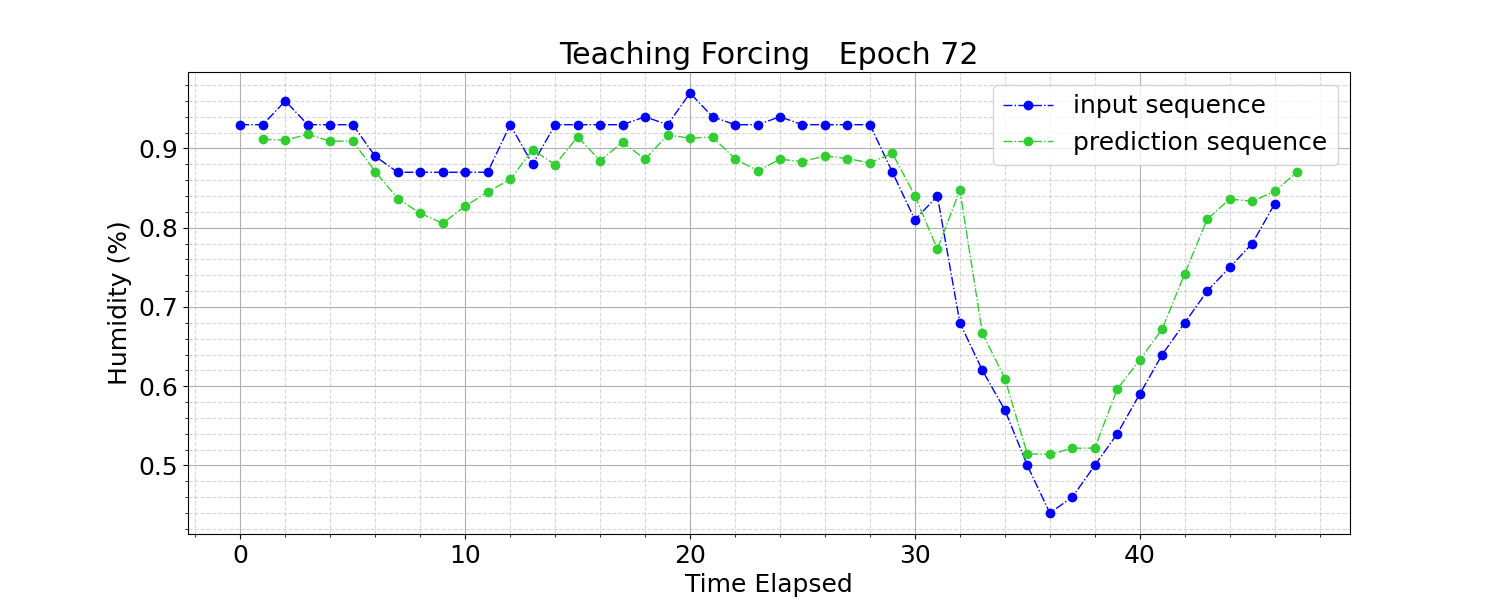 Teaching Forcing   Epoch 72
input sequence
prediction sequence
Humidity (%)
0.9
0.8
0.7
0.6
0.5
0 10 20 30 40
Time Elapsed